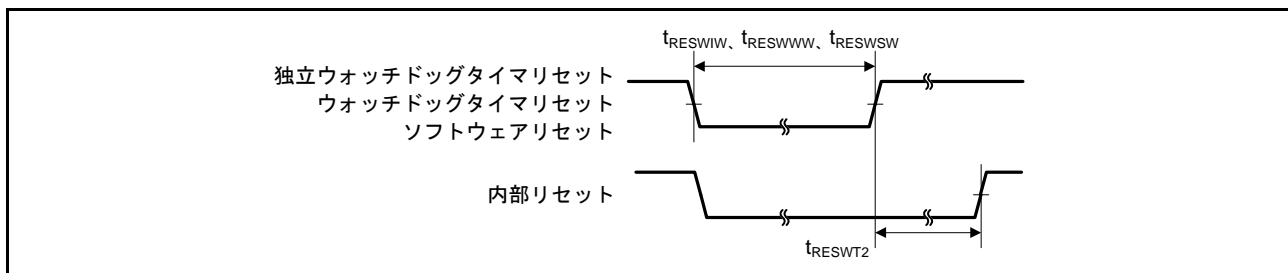 tRESWIW、tRESWWW、tRESWSW
独立ウォッチドッグタイマリセット
ウォッチドッグタイマリセット
ソフトウェアリセット
内部リセット
tRESWT2